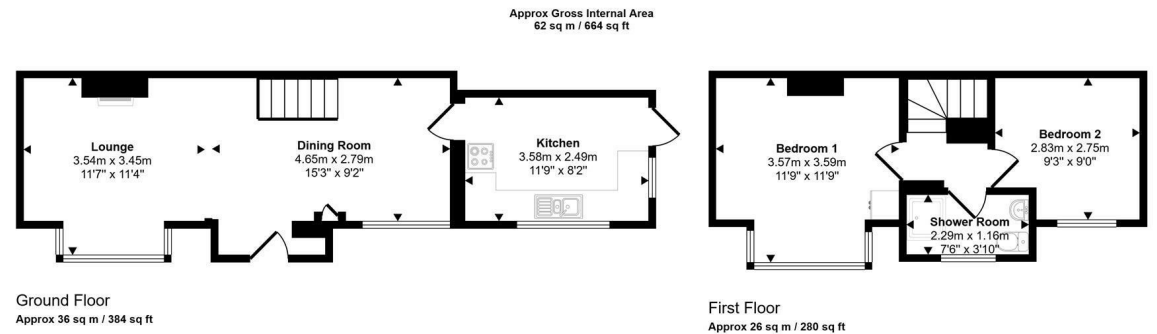 Approx Gross Internal Area
62 sq m / 664 sq ft
Lounge
3.54m x 3.45m
11'7" x 11'4"
Dining Room
4.65m x 2.79m
15'3" x 9'2"
Kitchen
3.58m x 2.49m
11'9" x 8'2"
Bedroom 1
3.57m x 3.59m
11'9" x 11'9"
Bedroom 2
2.83m x 2.75m
9'3" x 9'0"
Shower Room
2.29m x 1.16m
7'6" x 3'10"
Ground Floor
Approx 36 sq m / 384 sq ft
First Floor
Approx 26 sq m / 280 sq ft